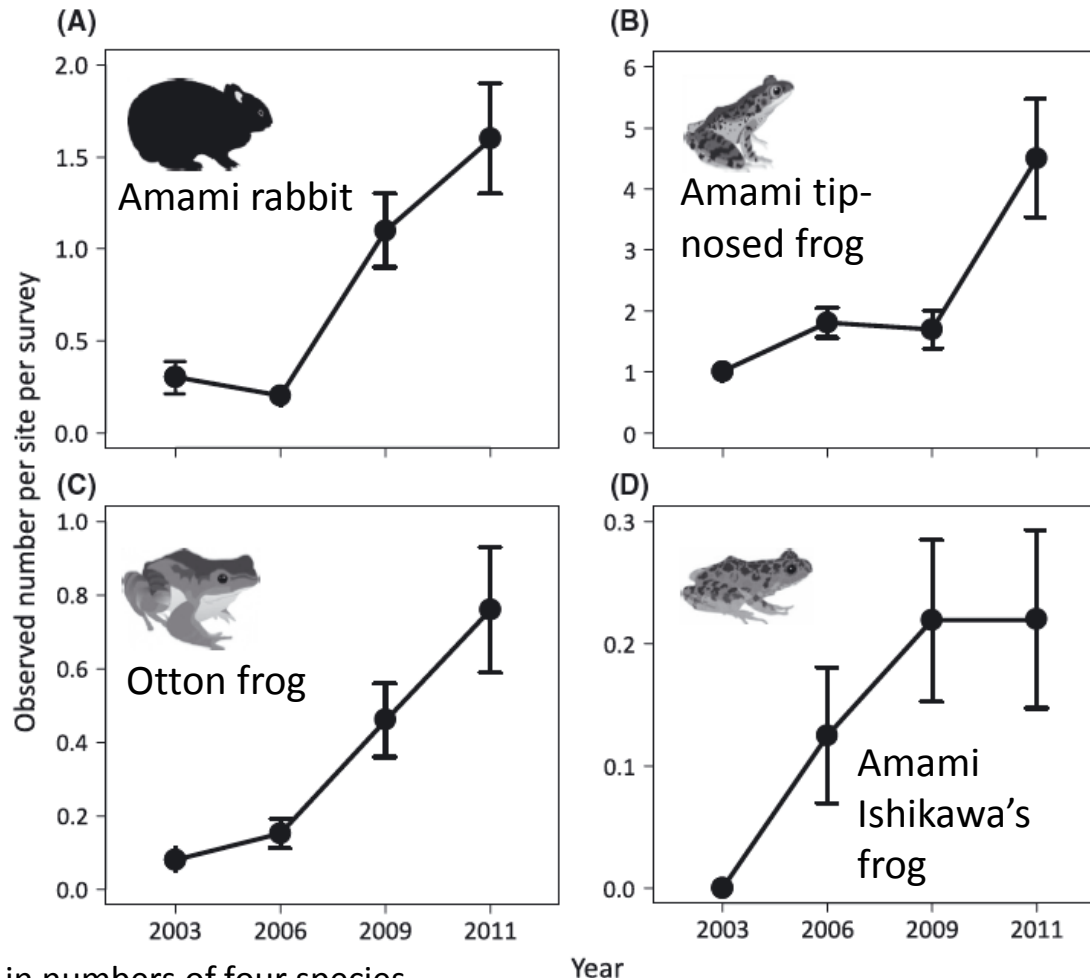 (A)
2.0
1.5
1.0
0.5
0.0
Amami rabbit
(B)
6
5
4
3
2
1
0
Amami tip-
nosed frog
Observed number per site per survey
(C)
1.0
0.8
0.6
0.4
0.2
0.0
Otton frog
2003 2006 2009 2011
(D)
0.3
0.2
0.1
0.0
Amami
Ishikawa's
frog
2003 2006 2009 2011
Year
in numbers of four species